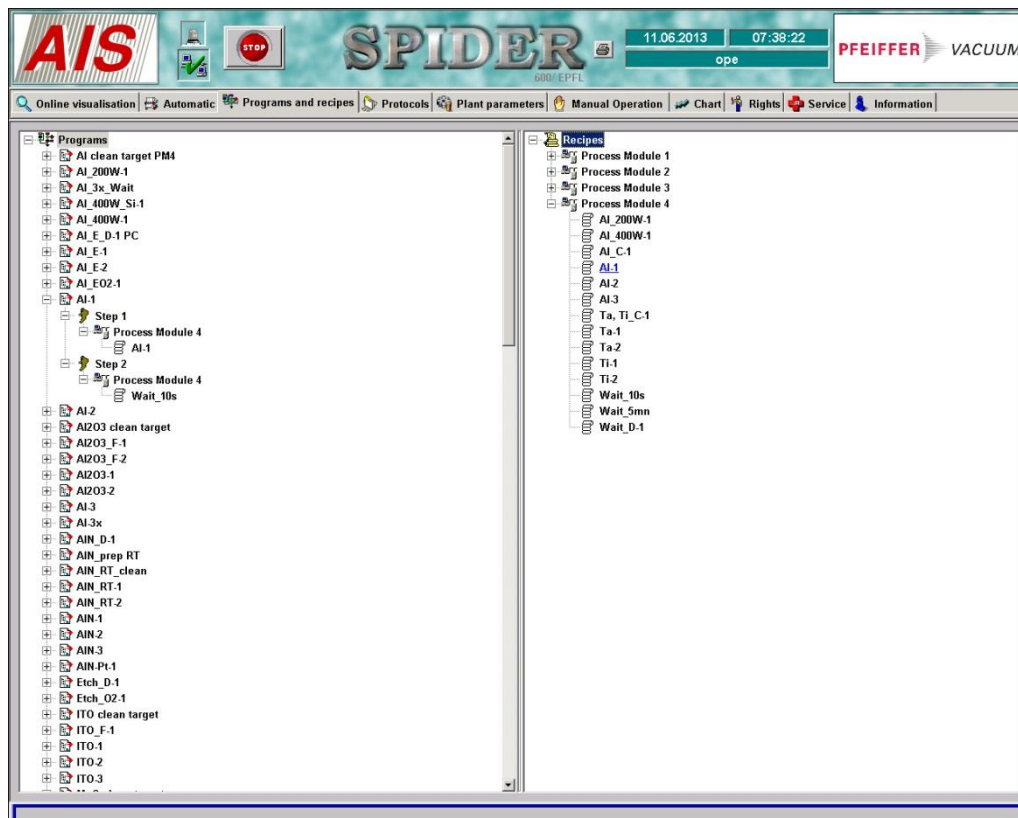 AIS
STOP
SPIDER
600/ EPFL
11.06.2013
07:38:22
ope
PFEIFFER VACUUM
Online visualisation
Automatic
Programs and recipes
Protocols
Plant parameters
Manual Operation
Chart
Rights
Service
Information
Programs
Al clean target PM4
Al_200W-1
Al_3x_Wait
Al_400W_Si-1
Al_400W-1
Al_E_D-1 PC
Al_E-1
Al_E-2
Al_EO2-1
Al-1
Step 1
Process Module 4
Al-1
Step 2
Process Module 4
Wait_10s
Al-2
Al2O3 clean target
Al2O3_F-1
Al2O3_F-2
Al2O3-1
Al2O3-2
Al-3
Al-3x
AlN_D-1
AlN_prep RT
AlN_RT_clean
AlN_RT-1
AlN_RT-2
AlN-1
AlN-2
AlN-3
AlN-Pt-1
Etch_D-1
Etch_O2-1
ITO clean target
ITO_F-1
ITO-1
ITO-2
ITO-3
Recipes
Process Module 1
Process Module 2
Process Module 3
Process Module 4
Al_200W-1
Al_400W-1
Al_C-1
Al-1
Al-2
Al-3
Ta, Ti_C-1
Ta-1
Ta-2
Ti-1
Ti-2
Wait_10s
Wait_5mn
Wait_D-1